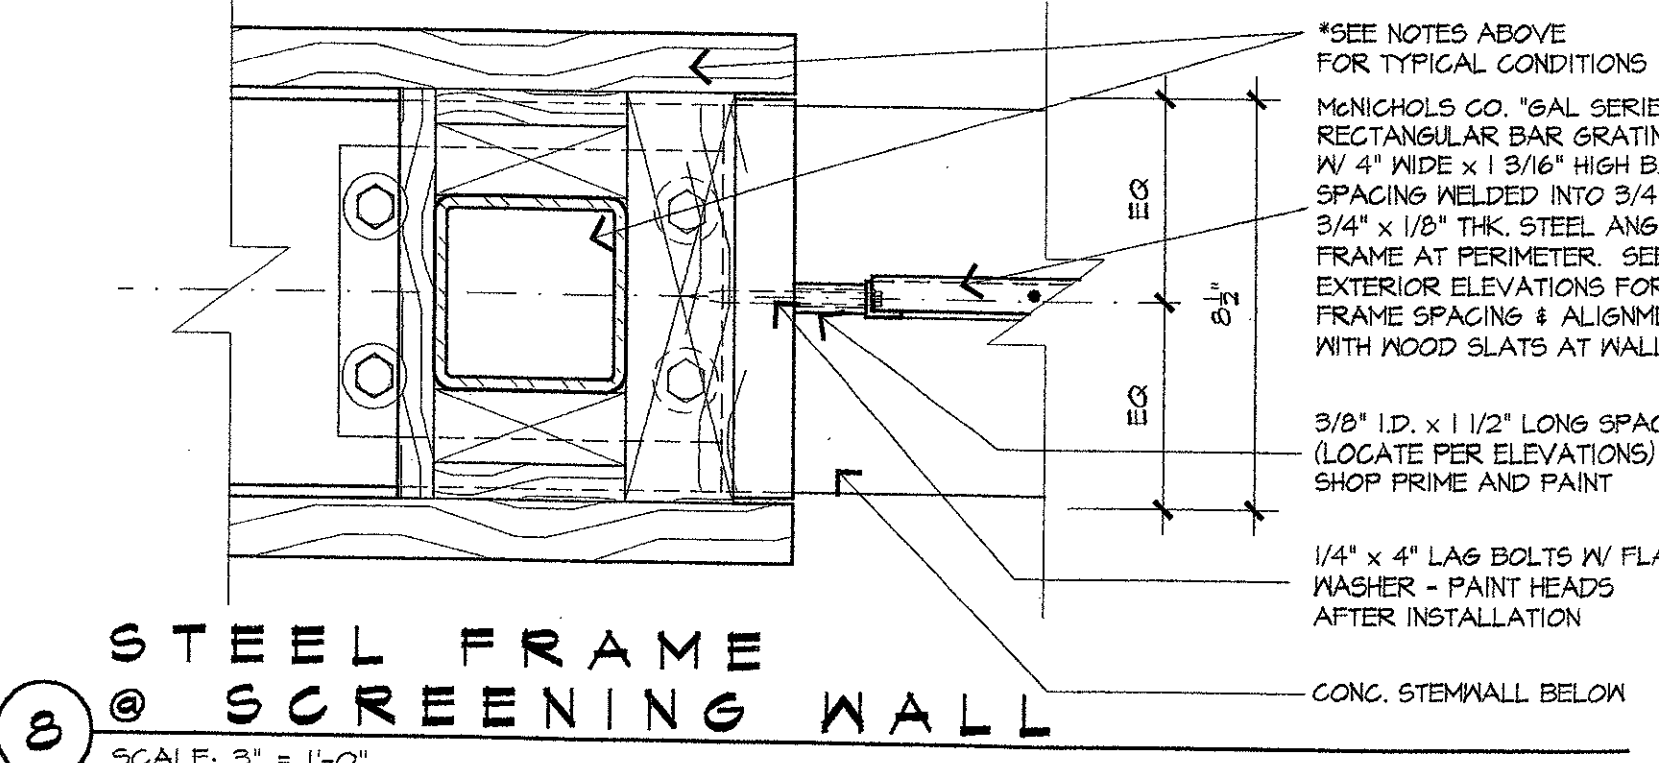 *SEE NOTES ABOVE
FOR TYPICAL CONDITIONS
McNICHOLS CO. "GAL SERIE
RECTANGULAR BAR GRATIN
W/ 4" WIDE x 1 3/16" HIGH B
SPACING WELDED INTO 3/4
3/4" x 1/8" THK. STEEL ANG
FRAME AT PERIMETER. SEE
EXTERIOR ELEVATIONS FOR
FRAME SPACING & ALIGNME
WITH WOOD SLATS AT WALL
EQ
8 1/2"
EQ
3/8" I.D. x 1 1/2" LONG SPAC
(LOCATE PER ELEVATIONS)
SHOP PRIME AND PAINT
1/4" x 4" LAG BOLTS W/ FLA
WASHER - PAINT HEADS
AFTER INSTALLATION
CONC. STEMWALL BELOW
STEEL FRAME
@ SCREENING WALL
8
SCALE: 3" = 1'-0"